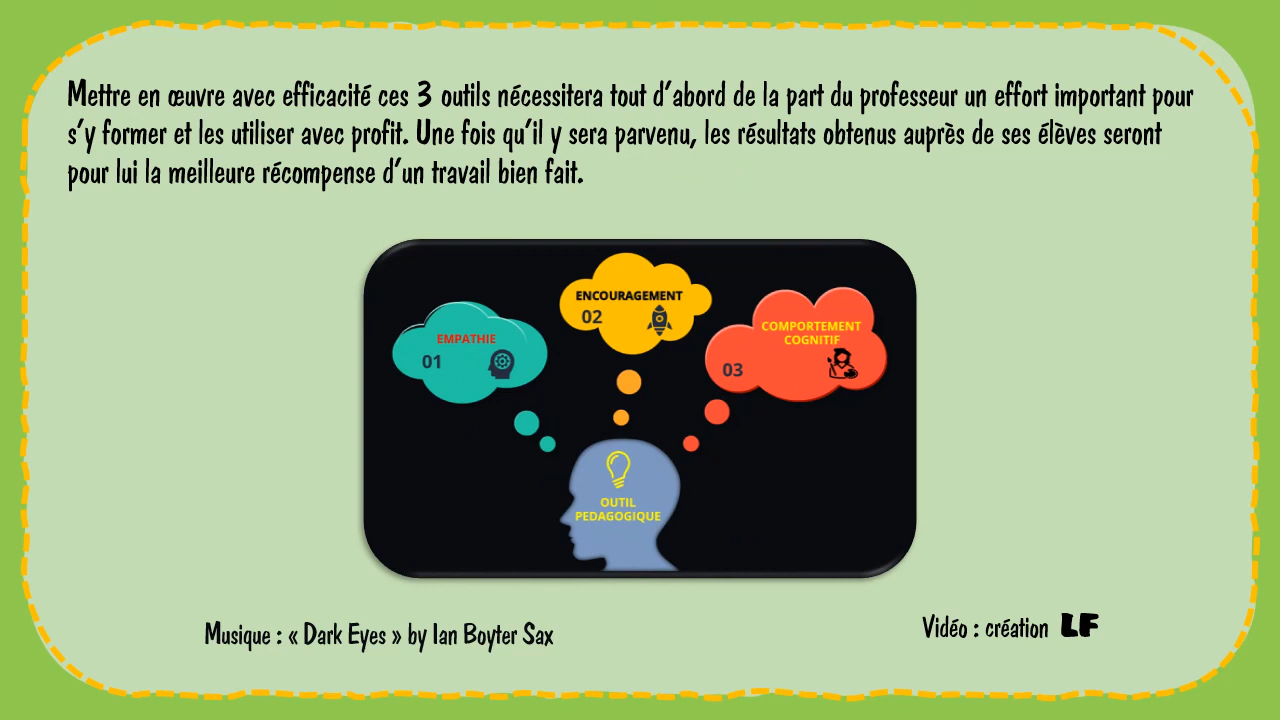 Mettre en œuvre avec efficacité ces 3 outils nécessitera tout d’abord de la part du professeur un effort important pour
s’y former et les utiliser avec profit. Une fois qu’il y sera parvenu, les résultats obtenus auprès de ses élèves seront
pour lui la meilleure récompense d’un travail bien fait.
EMPATHIE
01
ENCOURAGEMENT
02
COMPORTEMENT
COGNITIF
03
OUTIL
PEDAGOGIQUE
Musique : « Dark Eyes » by Ian Boyter Sax
Vidéo : création LF